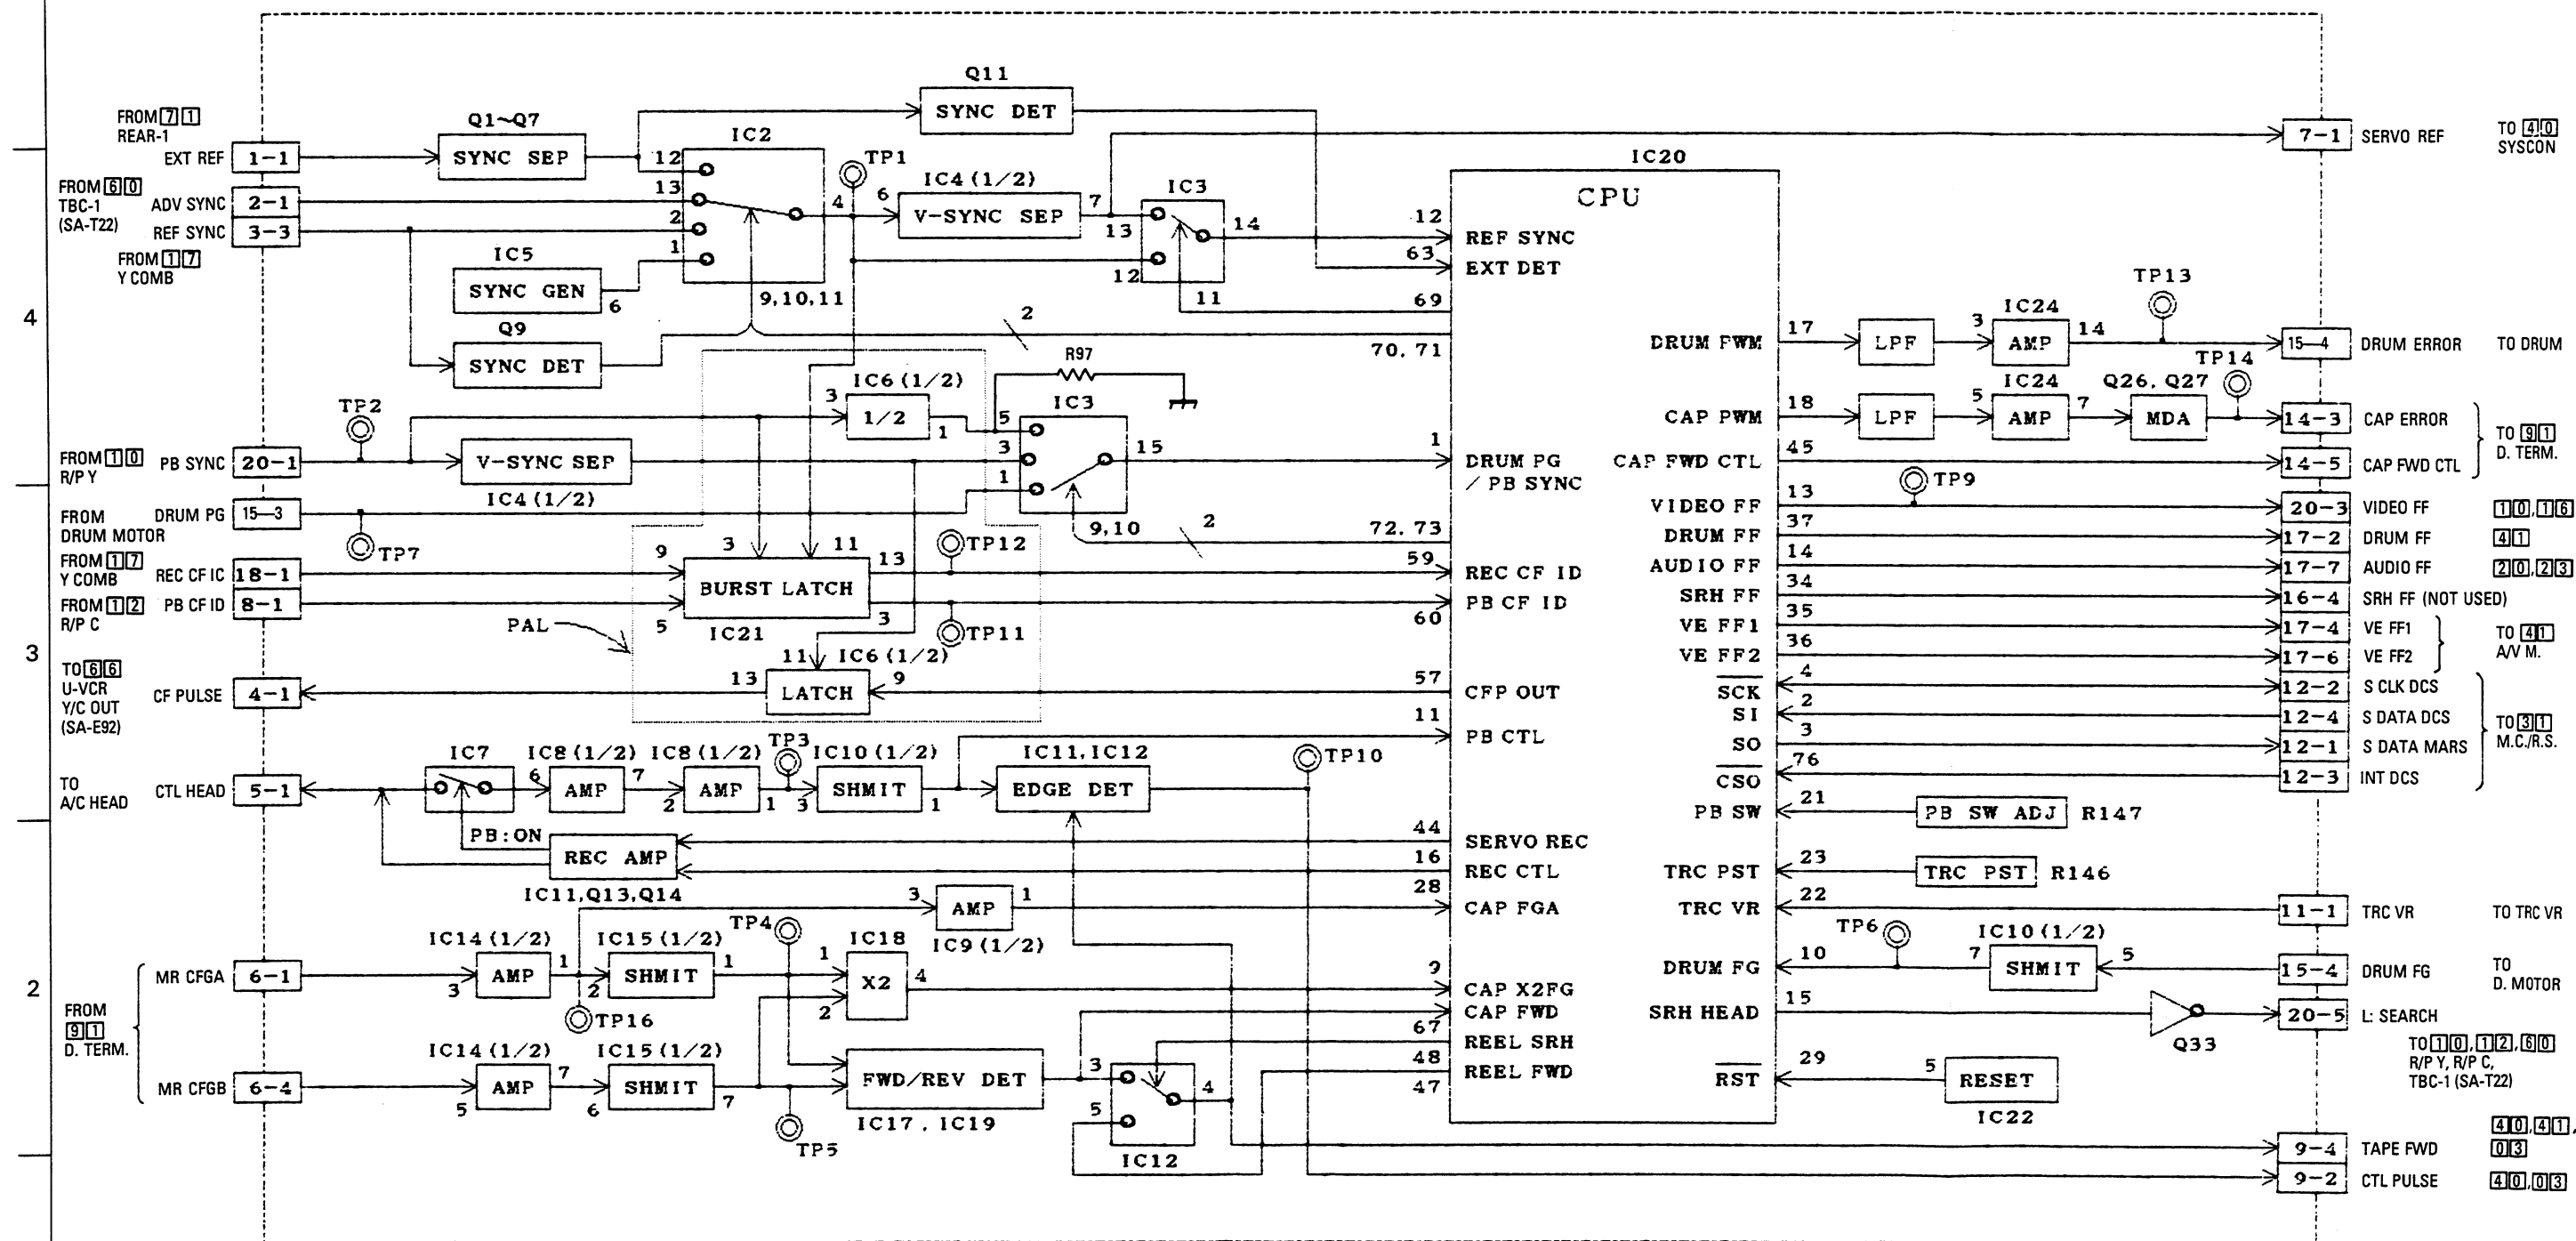 4
3
2
FROM 7 1
REAR-1
EXT REF 1-1
FROM 6 0
TBC-1
(SA-T22)
ADV SYNC 2-1
REF SYNC 3-3
FROM 1 7
Y COMB
Q1~Q7
SYNC SEP
IC5
SYNC GEN
6
Q9
SYNC DET
IC2
12
13
2
1
4
9,10,11
Q11
SYNC DET
TP1
IC4 (1/2)
6 V-SYNC SEP 7
IC3
13
12
14
11
2
70, 71
IC20
CPU
12
REF SYNC
63
EXT DET
69
7-1 SERVO REF
TO 4 0
SYSCON
DRUM FWM 17 LPF 3 IC24 AMP 14 TP13
15-4 DRUM ERROR TO DRUM
CAP PWM 18 LPF 5 IC24 AMP 7 Q26, Q27 MDA TP14
14-3 CAP ERROR
TO 9 1
D. TERM.
CAP FWD CTL 45
14-5 CAP FWD CTL
FROM 1 0
R/P Y
PB SYNC 20-1
TP2
V-SYNC SEP
IC4 (1/2)
IC6 (1/2)
3 1/2 1
R97
IC3
5
3
1
15
9,10
2
72, 73
1
DRUM PG
/ PB SYNC
FROM
DRUM MOTOR
DRUM PG 15-3
TP7
FROM 1 7
Y COMB
REC CF IC 18-1
FROM 1 2
R/P C
PB CF ID 8-1
9
3
11
13
BURST LATCH
5
IC21
3
TP12
TP11
PAL
59
REC CF ID
PB CF ID
60
TO 6 6
U-VCR
Y/C OUT
(SA-E92)
CF PULSE 4-1
13
11
IC6 (1/2)
LATCH
9
57
CFP OUT
11
PB CTL
VIDEO FF 13 TP9
20-3 VIDEO FF 1 0, 1 6
DRUM FF 37
17-2 DRUM FF 4 1
AUDIO FF 14
17-7 AUDIO FF 2 0, 2 3
SRH FF 34
16-4 SRH FF (NOT USED)
VE FF1 35
17-4 VE FF1
VE FF2 36
17-6 VE FF2
TO 4 1
A/V M.
SCK 4
12-2 S CLK DCS
SI 2
12-4 S DATA DCS
SO 3
12-1 S DATA MARS
CSO 76
12-3 INT DCS
TO 3 1
M.C./R.S.
PB SW 21 PB SW ADJ R147
TRC PST 23 TRC PST R146
TRC VR 22
11-1 TRC VR TO TRC VR
TO
A/C HEAD
CTL HEAD 5-1
IC7
PB:ON
IC8 (1/2)
6 AMP 7
IC8 (1/2)
2 AMP 1
TP3
IC10 (1/2)
3 SHMIT 1
IC11, IC12
EDGE DET
TP10
REC AMP
IC11,Q13,Q14
44
SERVO REC
16
REC CTL
28
CAP FGA
3 AMP 1
IC9 (1/2)
FROM
9 1
D. TERM.
MR CFGA 6-1
IC14 (1/2)
3 AMP 1
TP16
IC15 (1/2)
2 SHMIT 1
TP4
IC18
1
X2
2
4
9
CAP X2FG
CAP FWD
67
REEL SRH
48
REEL FWD
47
MR CFGB 6-4
IC14 (1/2)
5 AMP 7
IC15 (1/2)
6 SHMIT 7
TP5
FWD/REV DET
IC17, IC19
3
5
4
IC12
DRUM FG 10 TP6 7 IC10 (1/2) SHMIT 5
15-4 DRUM FG
TO
D. MOTOR
SRH HEAD 15
Q33
20-5 L: SEARCH
TO 1 0, 1 2, 6 0
R/P Y, R/P C,
TBC-1 (SA-T22)
RST 29 5 RESET
IC22
9-4 TAPE FWD
4 0, 4 1,
0 3
9-2 CTL PULSE 4 0, 0 3